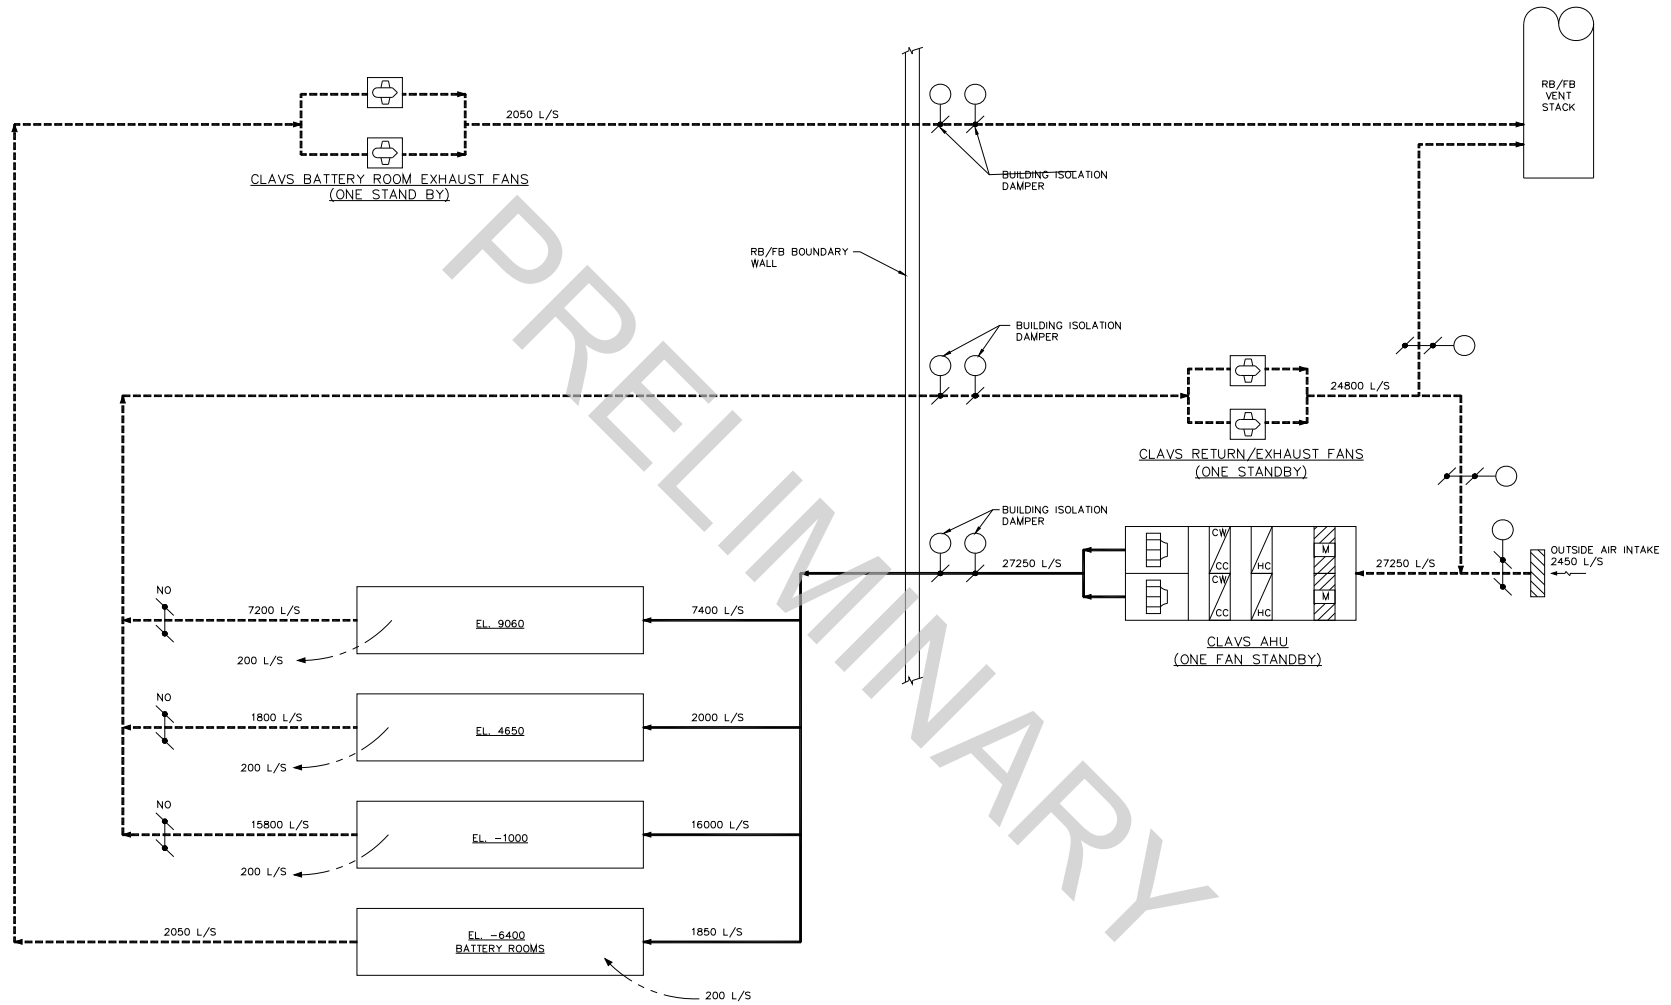 RB/FB
VENT
STACK
2050 L/S
CLAVS BATTERY ROOM EXHAUST FANS
(ONE STAND BY)
BUILDING ISOLATION
DAMPER
RB/FB BOUNDARY
WALL
BUILDING ISOLATION
DAMPER
24800 L/S
CLAVS RETURN/EXHAUST FANS
(ONE STANDBY)
BUILDING ISOLATION
DAMPER
27250 L/S
CW
CC
HC
M
CW
CC
HC
M
27250 L/S
OUTSIDE AIR INTAKE
2450 L/S
CLAVS AHU
(ONE FAN STANDBY)
NO
7200 L/S
EL. 9060
7400 L/S
200 L/S
NO
1800 L/S
EL. 4650
2000 L/S
200 L/S
NO
15800 L/S
EL. -1000
16000 L/S
200 L/S
2050 L/S
EL. -6400
BATTERY ROOMS
1850 L/S
200 L/S
PRELIMINARY